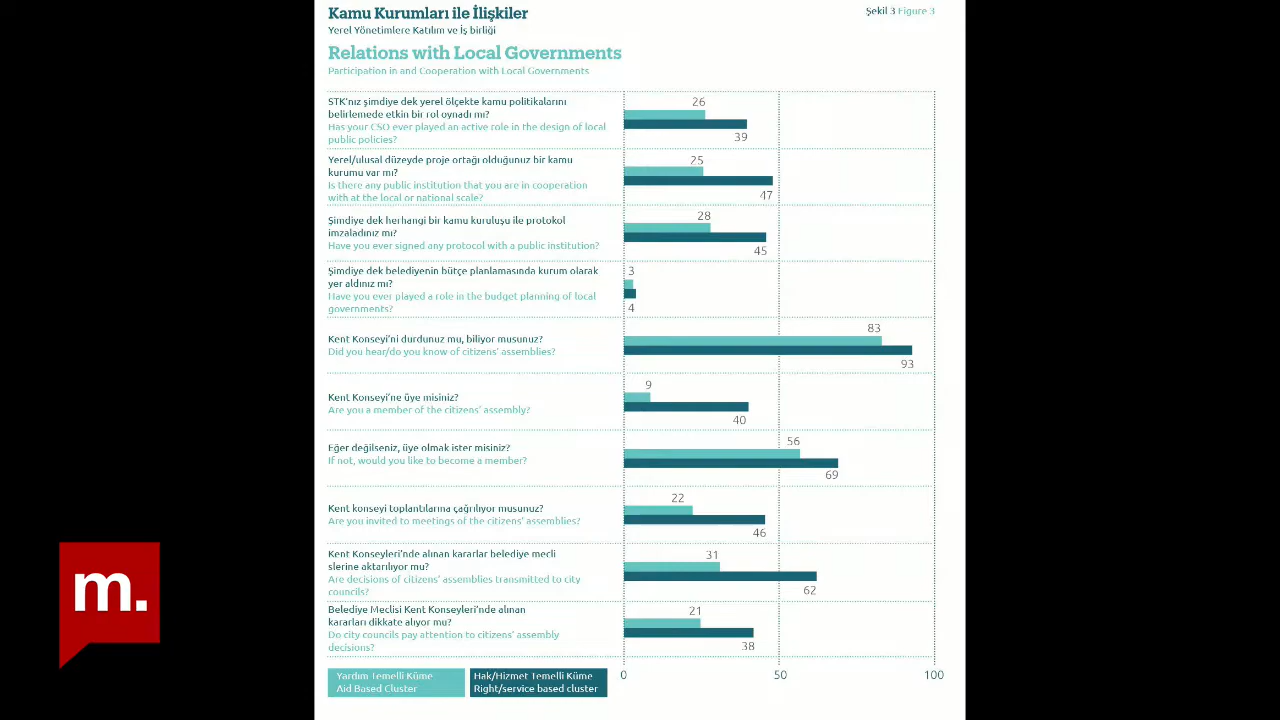 Kamu Kurumları ile İlişkiler
Şekil 3 Figure 3
Yerel Yönetimlere Katılım ve İş birliği
Relations with Local Governments
Participation in and Cooperation with Local Governments
STK'nız şimdiye dek yerel ölçekte kamu politikalarını
belirlemede etkin bir rol oynadı mı?
Has your CSO ever played an active role in the design of local
public policies?
26
39
Yerel/ulusal düzeyde proje ortağı olduğunuz bir kamu
kurumu var mı?
Is there any public institution that you are in cooperation
with at the local or national scale?
25
47
Şimdiye dek herhangi bir kamu kuruluşu ile protokol
imzaladınız mı?
Have you ever signed any protocol with a public institution?
28
45
Şimdiye dek belediyenin bütçe planlamasında kurum olarak
yer aldınız mı?
Have you ever played a role in the budget planning of local
governments?
3
4
Kent Konseyi'ni durdunuz mu, biliyor musunuz?
Did you hear/do you know of citizens' assemblies?
83
93
Kent Konseyi'ne üye misiniz?
Are you a member of the citizens' assembly?
9
40
Eğer değilseniz, üye olmak ister misiniz?
If not, would you like to become a member?
56
69
Kent konseyi toplantılarına çağrılıyor musunuz?
Are you invited to meetings of the citizens' assemblies?
22
46
Kent Konseyleri'nde alınan kararlar belediye mecli
slerine aktarılıyor mu?
Are decisions of citizens' assemblies transmitted to city
councils?
31
62
Belediye Meclisi Kent Konseyleri'nde alınan
kararları dikkate alıyor mu?
Do city councils pay attention to citizens' assembly
decisions?
21
38
0 50 100
Yardım Temelli Küme
Aid Based Cluster
Hak/Hizmet Temelli Küme
Right/service based cluster
m.